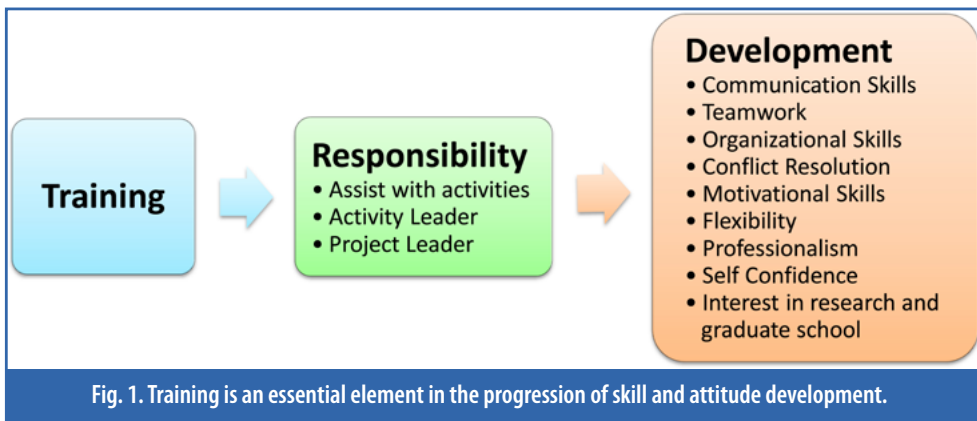 Training
Responsibility
• Assist with activities
• Activity Leader
• Project Leader
Development
• Communication Skills
• Teamwork
• Organizational Skills
• Conflict Resolution
• Motivational Skills
• Flexibility
• Professionalism
• Self Confidence
• Interest in research and
graduate school
Fig. 1. Training is an essential element in the progression of skill and attitude development.